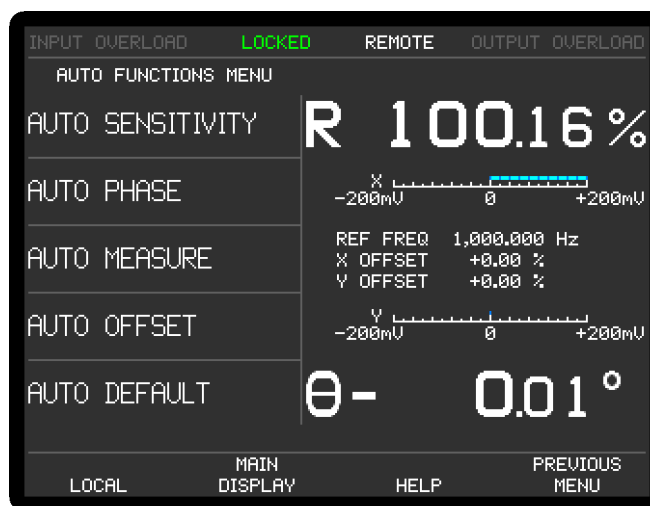 INPUT OVERLOAD LOCKED REMOTE OUTPUT OVERLOAD
AUTO FUNCTIONS MENU
AUTO SENSITIVITY
R 100.16 %
AUTO PHASE
X
-200mV 0 +200mV
AUTO MEASURE
REF FREQ 1,000.000 Hz
X OFFSET +0.00 %
Y OFFSET +0.00 %
AUTO OFFSET
Y
-200mV 0 +200mV
AUTO DEFAULT
θ- 0.01°
LOCAL
MAIN
DISPLAY
HELP
PREVIOUS
MENU